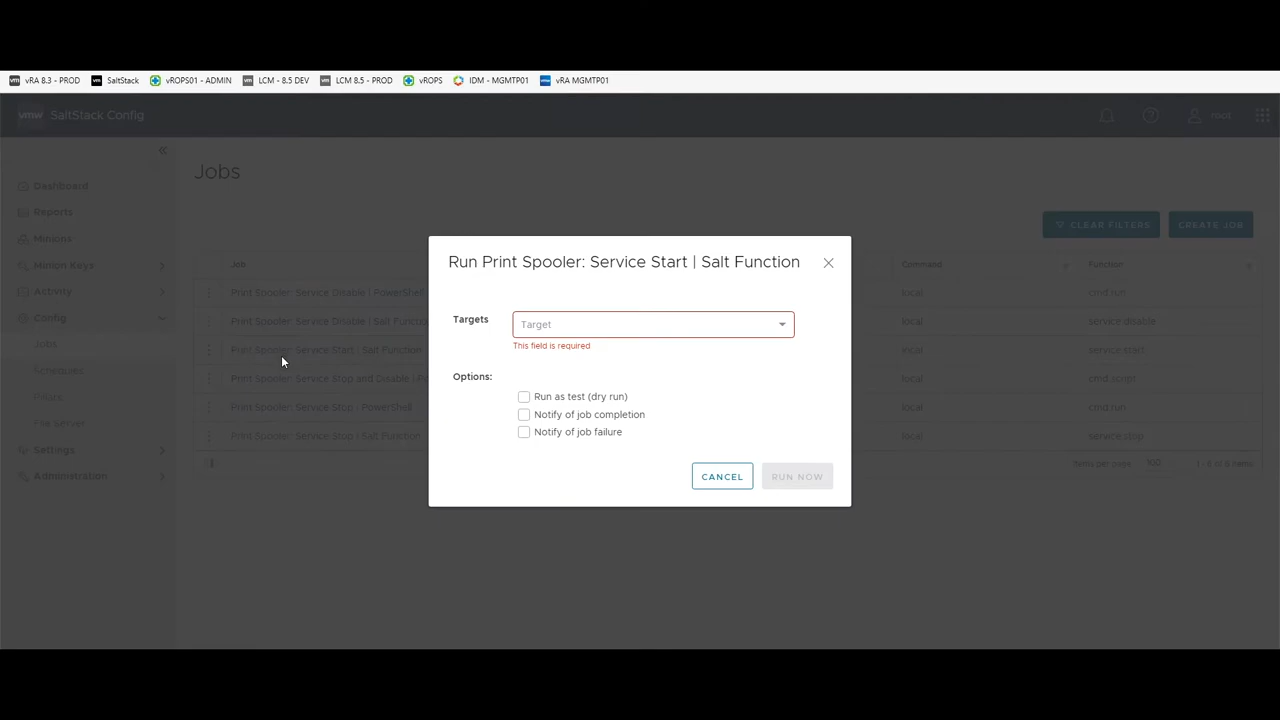 vRA 8.3 - PROD SaltStack vROPS01 - ADMIN LCM - 8.5 DEV LCM 8.5 - PROD vROPS IDM - MGMTP01 vRA MGMTP01
vmw SaltStack Config root
Jobs
Dashboard
Reports
Minions
Minion Keys
Activity
Config
Jobs
Schedules
Pillars
File Server
Settings
Administration
CLEAR FILTERS CREATE JOB
Job Command Function
Print Spooler: Service Disable | PowerShell local cmd.run
Print Spooler: Service Disable | Salt Function local service.disable
Print Spooler: Service Start | Salt Function local service.start
Print Spooler: Service Stop and Disable | P local cmd.script
Print Spooler: Service Stop | PowerShell local cmd.run
Print Spooler: Service Stop | Salt Function local service.stop
Items per page 100 1 - 6 of 6 items
Run Print Spooler: Service Start | Salt Function
Targets
Target
This field is required
Options:
Run as test (dry run)
Notify of job completion
Notify of job failure
CANCEL RUN NOW